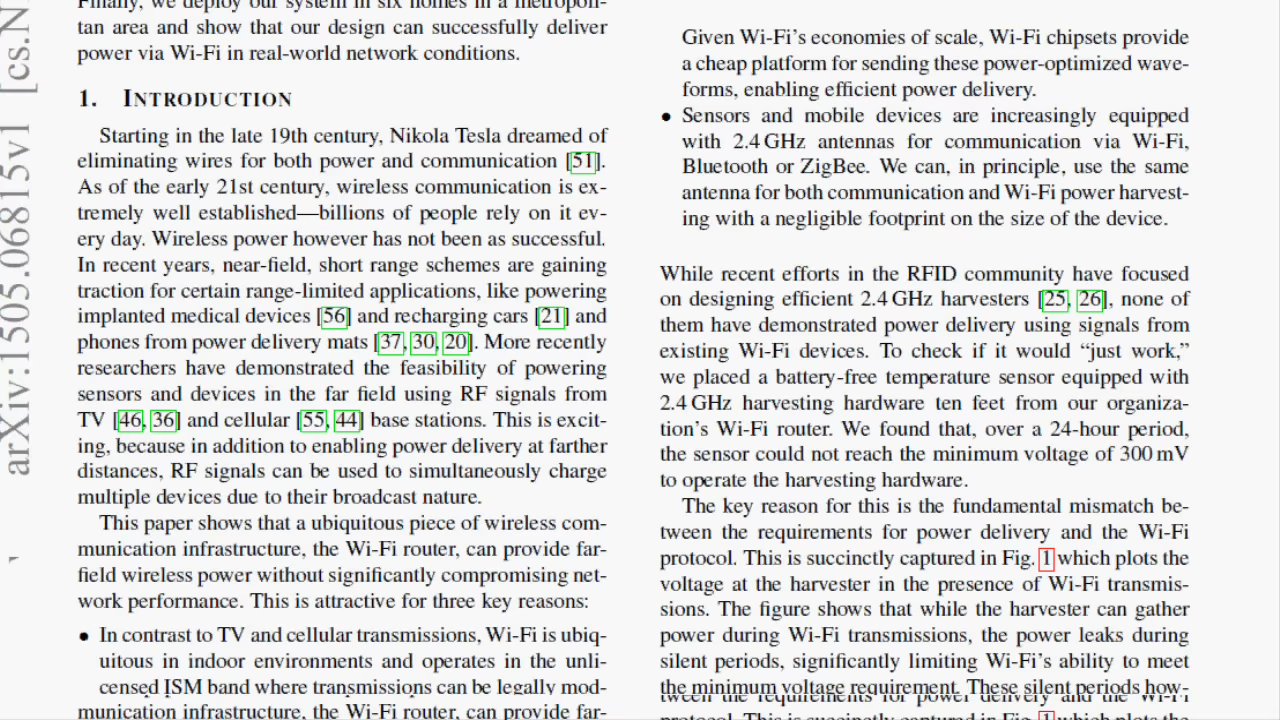 arXiv:1505.06815v1 [cs.N
Finally, we deploy our system in six homes in a metropoli-
tan area and show that our design can successfully deliver
power via Wi-Fi in real-world network conditions.
1. INTRODUCTION
Starting in the late 19th century, Nikola Tesla dreamed of
eliminating wires for both power and communication [51].
As of the early 21st century, wireless communication is ex-
tremely well established—billions of people rely on it ev-
ery day. Wireless power however has not been as successful.
In recent years, near-field, short range schemes are gaining
traction for certain range-limited applications, like powering
implanted medical devices [56] and recharging cars [21] and
phones from power delivery mats [37, 30, 20]. More recently
researchers have demonstrated the feasibility of powering
sensors and devices in the far field using RF signals from
TV [46, 36] and cellular [55, 44] base stations. This is excit-
ing, because in addition to enabling power delivery at farther
distances, RF signals can be used to simultaneously charge
multiple devices due to their broadcast nature.
This paper shows that a ubiquitous piece of wireless com-
munication infrastructure, the Wi-Fi router, can provide far-
field wireless power without significantly compromising net-
work performance. This is attractive for three key reasons:
• In contrast to TV and cellular transmissions, Wi-Fi is ubiq-
uitous in indoor environments and operates in the unli-
censed ISM band where transmissions can be legally mod-
munication infrastructure, the Wi-Fi router, can provide far-
Given Wi-Fi's economies of scale, Wi-Fi chipsets provide
a cheap platform for sending these power-optimized wave-
forms, enabling efficient power delivery.
• Sensors and mobile devices are increasingly equipped
with 2.4 GHz antennas for communication via Wi-Fi,
Bluetooth or ZigBee. We can, in principle, use the same
antenna for both communication and Wi-Fi power harvest-
ing with a negligible footprint on the size of the device.
While recent efforts in the RFID community have focused
on designing efficient 2.4 GHz harvesters [25, 26], none of
them have demonstrated power delivery using signals from
existing Wi-Fi devices. To check if it would “just work,”
we placed a battery-free temperature sensor equipped with
2.4 GHz harvesting hardware ten feet from our organiza-
tion's Wi-Fi router. We found that, over a 24-hour period,
the sensor could not reach the minimum voltage of 300 mV
to operate the harvesting hardware.
The key reason for this is the fundamental mismatch be-
tween the requirements for power delivery and the Wi-Fi
protocol. This is succinctly captured in Fig. 1 which plots the
voltage at the harvester in the presence of Wi-Fi transmis-
sions. The figure shows that while the harvester can gather
power during Wi-Fi transmissions, the power leaks during
silent periods, significantly limiting Wi-Fi's ability to meet
the minimum voltage requirement. These silent periods how-
tween the requirements for power delivery and the Wi-Fi
protocol. This is succinctly captured in Fig. 1 which plots the